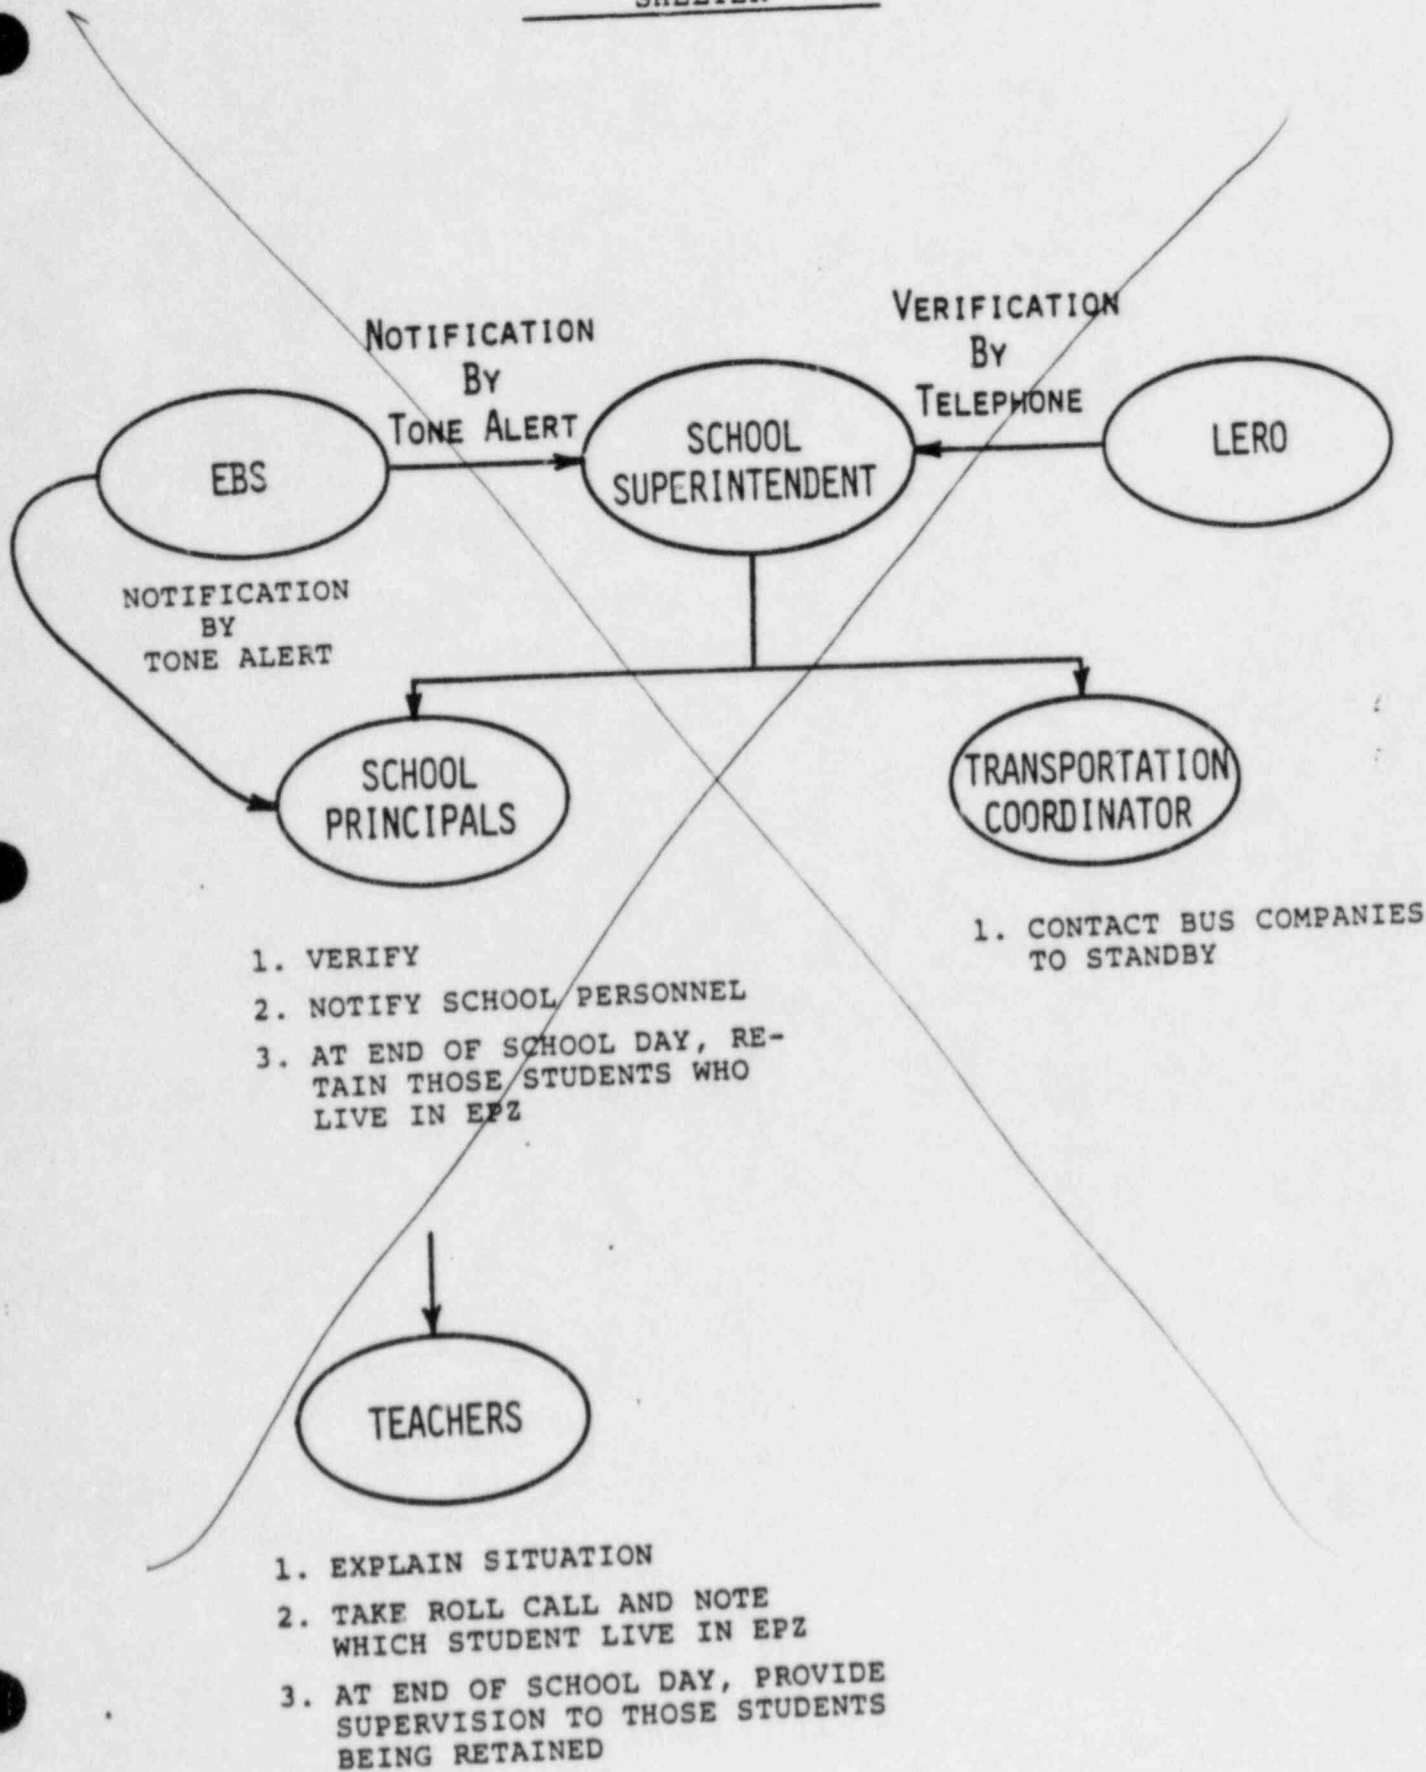 SHELTER
NOTIFICATION
BY
TONE ALERT
VERIFICATION
BY
TELEPHONE
EBS
SCHOOL
SUPERINTENDENT
LERO
NOTIFICATION
BY
TONE ALERT
SCHOOL
PRINCIPALS
TRANSPORTATION
COORDINATOR
1. VERIFY
2. NOTIFY SCHOOL PERSONNEL
3. AT END OF SCHOOL DAY, RE-
TAIN THOSE STUDENTS WHO
LIVE IN EPZ
1. CONTACT BUS COMPANIES
TO STANDBY
TEACHERS
1. EXPLAIN SITUATION
2. TAKE ROLL CALL AND NOTE
WHICH STUDENT LIVE IN EPZ
3. AT END OF SCHOOL DAY, PROVIDE
SUPERVISION TO THOSE STUDENTS
BEING RETAINED